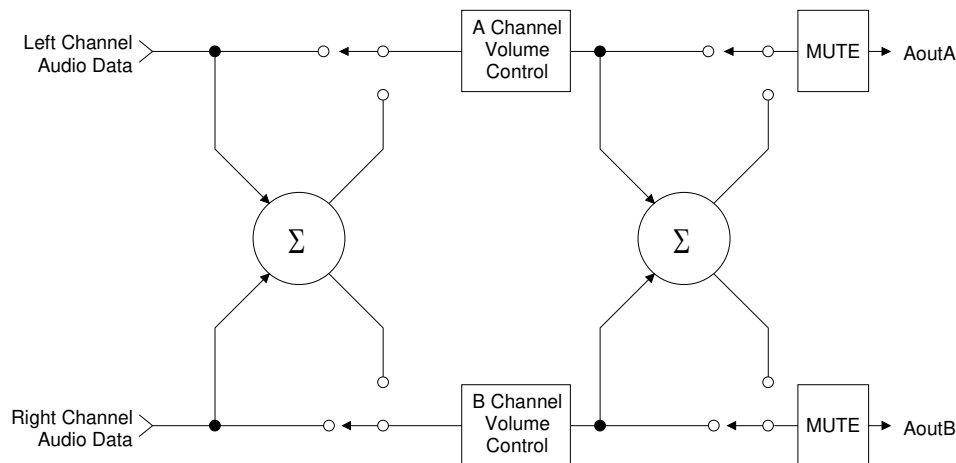 Left Channel
Audio Data
A Channel
Volume
Control
MUTE
AoutA
Σ
Σ
Right Channel
Audio Data
B Channel
Volume
Control
MUTE
AoutB